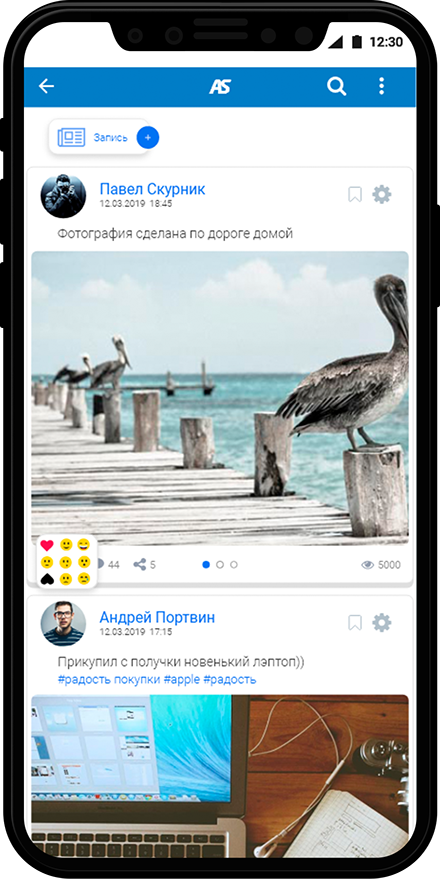 12:30
AS
Запись
Павел Скурник
12.03.2019 18:45
Фотография сделана по дороге домой
44
5
5000
Андрей Портвин
12.03.2019 17:15
Прикупил с получки новенький лэптоп))
#радость покупки #apple #радость